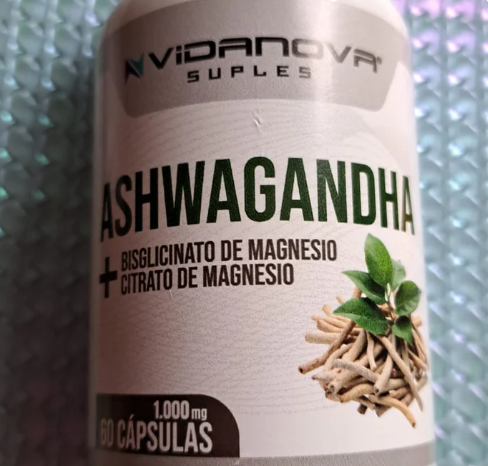 VIDANOVA
SUPLES
ASHWAGANDHA
+ BISGLICINATO DE MAGNESIO
CITRATO DE MAGNESIO
1.000 mg
60 CÁPSULAS